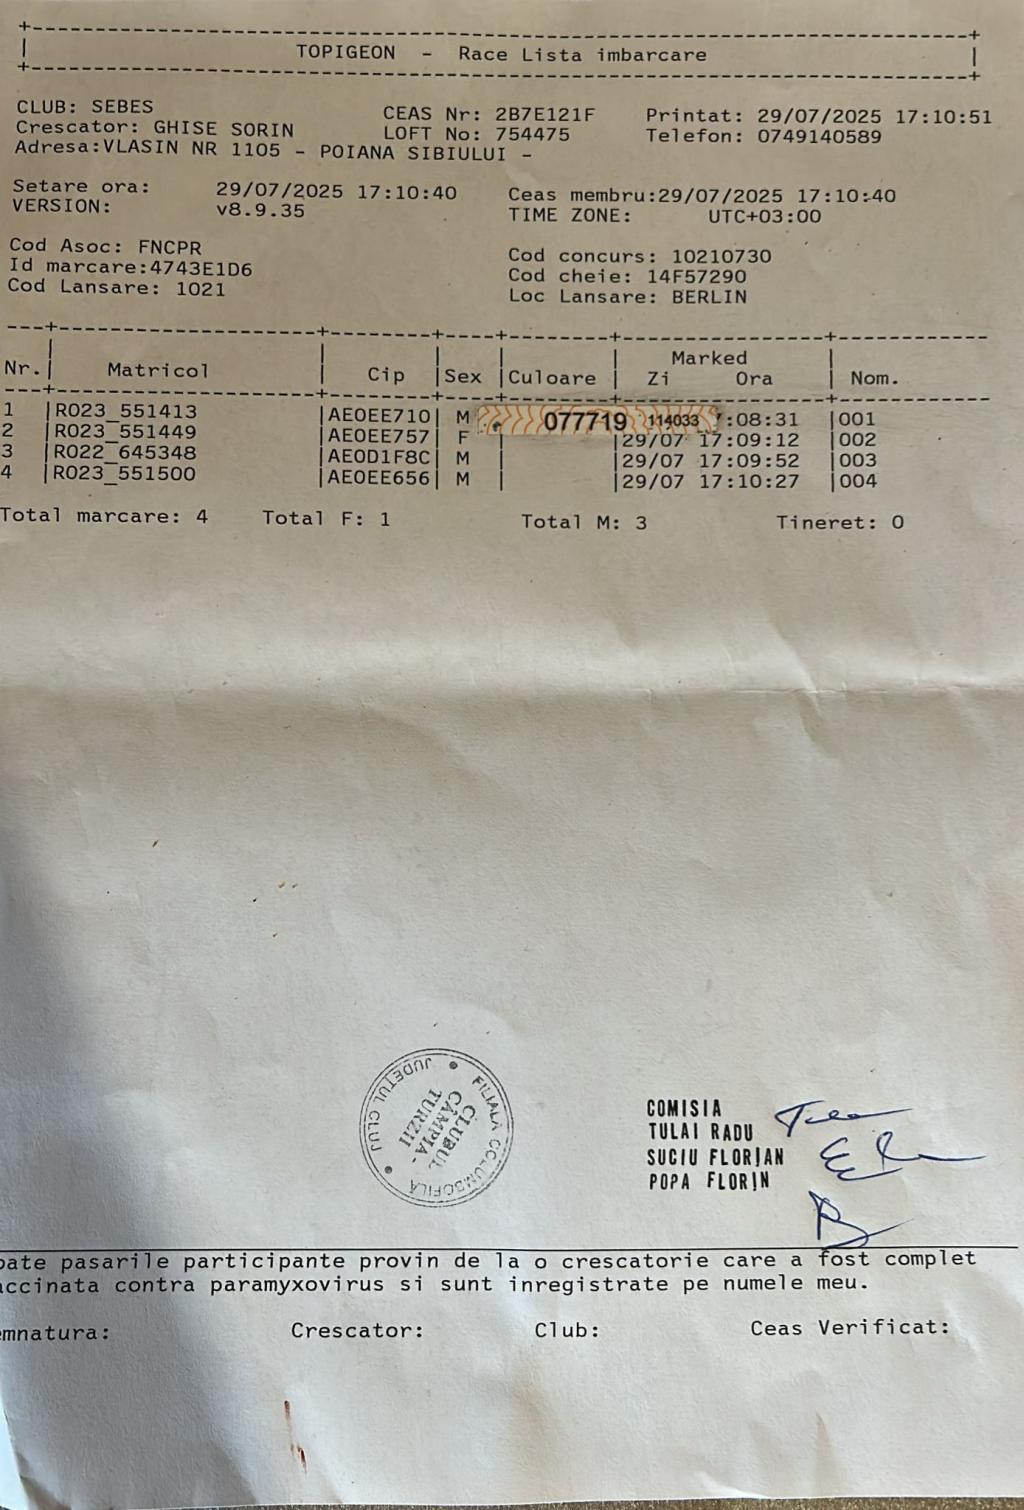 TOPIGEON - Race Lista imbarcare
CLUB: SEBES CEAS Nr: 2B7E121F Printat: 29/07/2025 17:10:51
Crescator: GHISE SORIN LOFT No: 754475 Telefon: 0749140589
Adresa:VLASIN NR 1105 - POIANA SIBIULUI -
Setare ora: 29/07/2025 17:10:40 Ceas membru:29/07/2025 17:10:40
VERSION: v8.9.35 TIME ZONE: UTC+03:00
Cod Asoc: FNCPR Cod concurs: 10210730
Id marcare:4743E1D6 Cod cheie: 14F57290
Cod Lansare: 1021 Loc Lansare: BERLIN
Marked
Nr. Matricol Cip Sex Culoare Zi Ora Nom.
1 RO23_551413 AE0EE710 M 077719 114033 :08:31 001
2 RO23_551449 AE0EE757 F 29/07 17:09:12 002
3 RO22_645348 AE0D1F8C M 29/07 17:09:52 003
4 RO23_551500 AE0EE656 M 29/07 17:10:27 004
Total marcare: 4 Total F: 1 Total M: 3 Tineret: 0
FILIALA COLUMBOFILA
JUDETUL CLUJ
CLUBUL
CÂMPIA-
TURZII
COMISIA
TULAI RADU
SUCIU FLORIAN
POPA FLORIN
pasarile participante provin de la o crescatorie care a fost complet
contra paramyxovirus si sunt inregistrate pe numele meu.
Crescator: Club: Ceas Verificat: